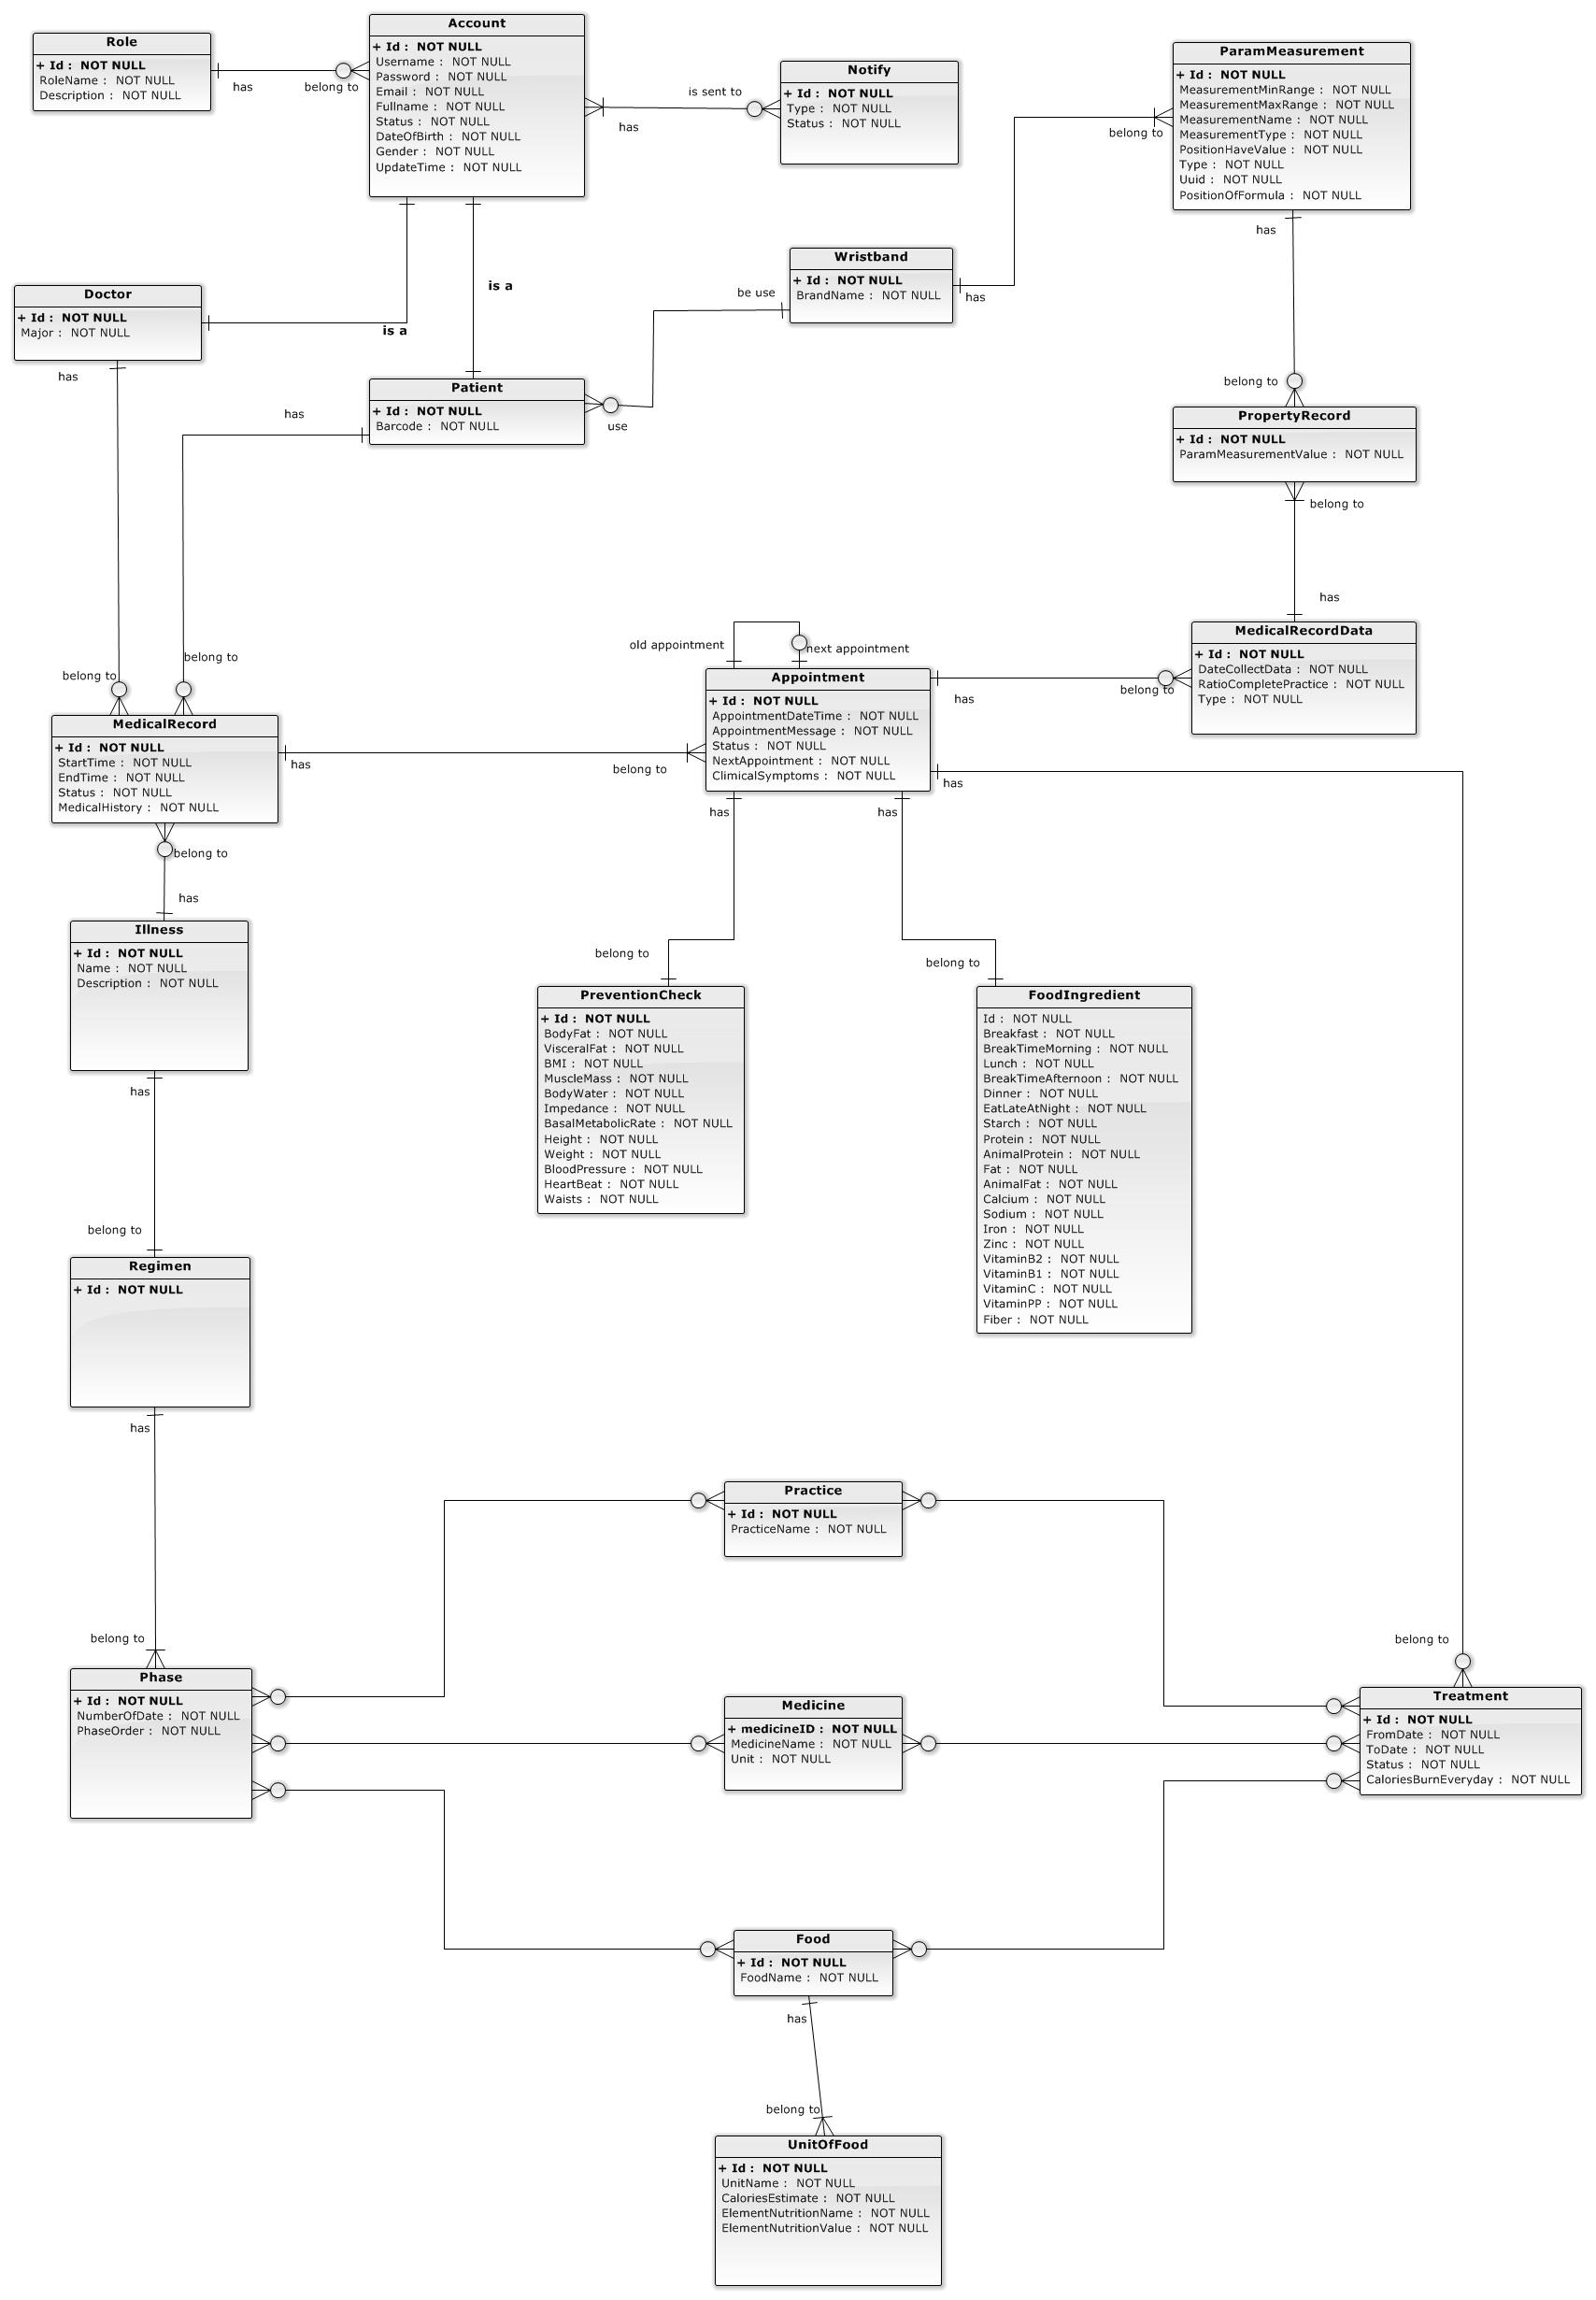 Role
+ Id :  NOT NULL
RoleName :  NOT NULL
Description :  NOT NULL
has
belong to
Account
+ Id :  NOT NULL
Username :  NOT NULL
Password :  NOT NULL
Email :  NOT NULL
Fullname :  NOT NULL
Status :  NOT NULL
DateOfBirth :  NOT NULL
Gender :  NOT NULL
UpdateTime :  NOT NULL
is sent to
has
Notify
+ Id :  NOT NULL
Type :  NOT NULL
Status :  NOT NULL
ParamMeasurement
+ Id :  NOT NULL
MeasurementMinRange :  NOT NULL
MeasurementMaxRange :  NOT NULL
MeasurementName :  NOT NULL
MeasurementType :  NOT NULL
PositionHaveValue :  NOT NULL
Type :  NOT NULL
Uuid :  NOT NULL
PositionOfFormula :  NOT NULL
belong to
has
Wristband
+ Id :  NOT NULL
BrandName :  NOT NULL
has
be use
is a
Doctor
+ Id :  NOT NULL
Major :  NOT NULL
is a
has
Patient
+ Id :  NOT NULL
Barcode :  NOT NULL
has
use
belong to
PropertyRecord
+ Id :  NOT NULL
ParamMeasurementValue :  NOT NULL
belong to
has
MedicalRecordData
+ Id :  NOT NULL
DateCollectData :  NOT NULL
RatioCompletePractice :  NOT NULL
Type :  NOT NULL
old appointment
next appointment
belong to
belong to
Appointment
+ Id :  NOT NULL
AppointmentDateTime :  NOT NULL
AppointmentMessage :  NOT NULL
Status :  NOT NULL
NextAppointment :  NOT NULL
ClinicalSymptoms :  NOT NULL
has
belong to
MedicalRecord
+ Id :  NOT NULL
StartTime :  NOT NULL
EndTime :  NOT NULL
Status :  NOT NULL
MedicalHistory :  NOT NULL
has
belong to
has
has
has
belong to
has
Illness
+ Id :  NOT NULL
Name :  NOT NULL
Description :  NOT NULL
belong to
belong to
PreventionCheck
+ Id :  NOT NULL
BodyFat :  NOT NULL
VisceralFat :  NOT NULL
BMI :  NOT NULL
MuscleMass :  NOT NULL
BodyWater :  NOT NULL
Impedance :  NOT NULL
BasalMetabolicRate :  NOT NULL
Height :  NOT NULL
Weight :  NOT NULL
BloodPressure :  NOT NULL
HeartBeat :  NOT NULL
Waists :  NOT NULL
FoodIngredient
Id :  NOT NULL
Breakfast :  NOT NULL
BreakTimeMorning :  NOT NULL
Lunch :  NOT NULL
BreakTimeAfternoon :  NOT NULL
Dinner :  NOT NULL
EatLateAtNight :  NOT NULL
Starch :  NOT NULL
Protein :  NOT NULL
AnimalProtein :  NOT NULL
Fat :  NOT NULL
AnimalFat :  NOT NULL
Calcium :  NOT NULL
Sodium :  NOT NULL
Iron :  NOT NULL
Zinc :  NOT NULL
VitaminB2 :  NOT NULL
VitaminB1 :  NOT NULL
VitaminC :  NOT NULL
VitaminPP :  NOT NULL
Fiber :  NOT NULL
has
belong to
Regimen
+ Id :  NOT NULL
has
belong to
Practice
+ Id :  NOT NULL
PracticeName :  NOT NULL
belong to
Phase
+ Id :  NOT NULL
NumberOfDate :  NOT NULL
PhaseOrder :  NOT NULL
Medicine
+ medicineID :  NOT NULL
MedicineName :  NOT NULL
Unit :  NOT NULL
Treatment
+ Id :  NOT NULL
FromDate :  NOT NULL
ToDate :  NOT NULL
Status :  NOT NULL
CaloriesBurnEveryday :  NOT NULL
Food
+ Id :  NOT NULL
FoodName :  NOT NULL
has
belong to
UnitOfFood
+ Id :  NOT NULL
UnitName :  NOT NULL
CaloriesEstimate :  NOT NULL
ElementNutritionName :  NOT NULL
ElementNutritionValue :  NOT NULL